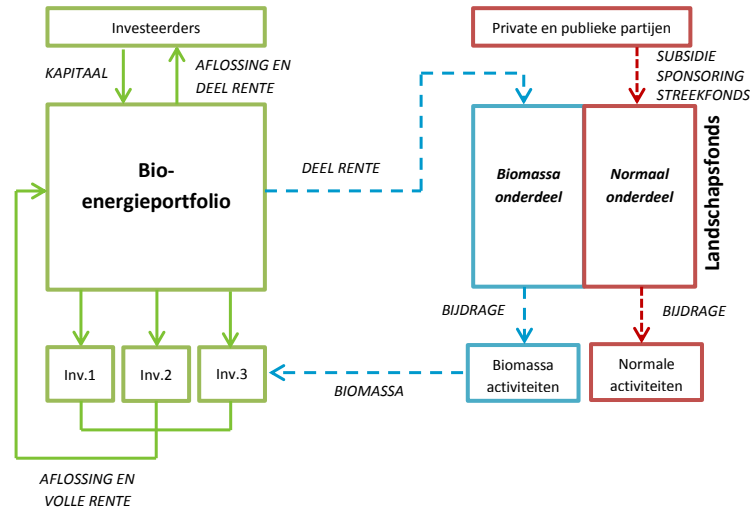 Investeerders
Private en publieke partijen
KAPITAAL
AFLOSSING EN
DEEL RENTE
SUBSIDIE
SPONSORING
STREEKFONDS
Bio-
energieportfolio
DEEL RENTE
Biomassa
onderdeel
Normaal
onderdeel
Landschapsfonds
BIJDRAGE
BIJDRAGE
Inv.1
Inv.2
Inv.3
BIOMASSA
Biomassa
activiteiten
Normale
activiteiten
AFLOSSING EN
VOLLE RENTE